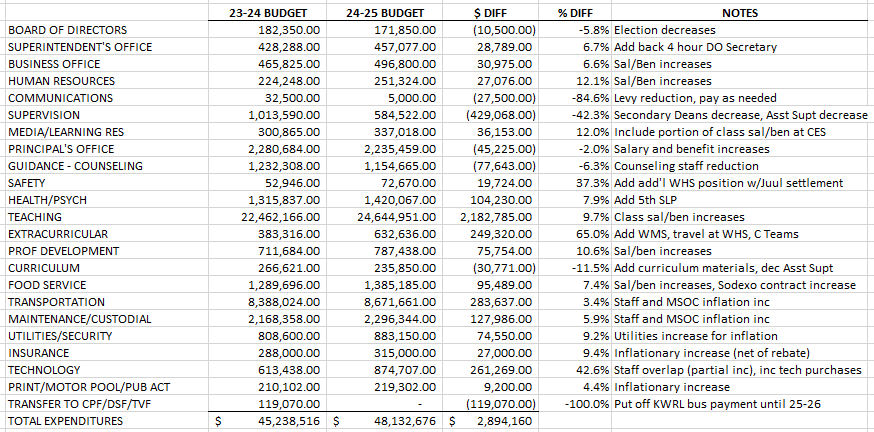 23-24 BUDGET 24-25 BUDGET $ DIFF % DIFF NOTES
BOARD OF DIRECTORS 182,350.00 171,850.00 (10,500.00) -5.8% Election decreases
SUPERINTENDENT'S OFFICE 428,288.00 457,077.00 28,789.00 6.7% Add back 4 hour DO Secretary
BUSINESS OFFICE 465,825.00 496,800.00 30,975.00 6.6% Sal/Ben increases
HUMAN RESOURCES 224,248.00 251,324.00 27,076.00 12.1% Sal/Ben increases
COMMUNICATIONS 32,500.00 5,000.00 (27,500.00) -84.6% Levy reduction, pay as needed
SUPERVISION 1,013,590.00 584,522.00 (429,068.00) -42.3% Secondary Deans decrease, Asst Supt decrease
MEDIA/LEARNING RES 300,865.00 337,018.00 36,153.00 12.0% Include portion of class sal/ben at CES
PRINCIPAL'S OFFICE 2,280,684.00 2,235,459.00 (45,225.00) -2.0% Salary and benefit increases
GUIDANCE - COUNSELING 1,232,308.00 1,154,665.00 (77,643.00) -6.3% Counseling staff reduction
SAFETY 52,946.00 72,670.00 19,724.00 37.3% Add add'l WHS position w/Juul settlement
HEALTH/PSYCH 1,315,837.00 1,420,067.00 104,230.00 7.9% Add 5th SLP
TEACHING 22,462,166.00 24,644,951.00 2,182,785.00 9.7% Class sal/ben increases
EXTRACURRICULAR 383,316.00 632,636.00 249,320.00 65.0% Add WMS, travel at WHS, C Teams
PROF DEVELOPMENT 711,684.00 787,438.00 75,754.00 10.6% Sal/ben increases
CURRICULUM 266,621.00 235,850.00 (30,771.00) -11.5% Add curriculum materials, dec Asst Supt
FOOD SERVICE 1,289,696.00 1,385,185.00 95,489.00 7.4% Sal/ben increases, Sodexo contract increase
TRANSPORTATION 8,388,024.00 8,671,661.00 283,637.00 3.4% Staff and MSOC inflation inc
MAINTENANCE/CUSTODIAL 2,168,358.00 2,296,344.00 127,986.00 5.9% Staff and MSOC inflation inc
UTILITIES/SECURITY 808,600.00 883,150.00 74,550.00 9.2% Utilities increase for inflation
INSURANCE 288,000.00 315,000.00 27,000.00 9.4% Inflationary increase (net of rebate)
TECHNOLOGY 613,438.00 874,707.00 261,269.00 42.6% Staff overlap (partial inc), inc tech purchases
PRINT/MOTOR POOL/PUB ACT 210,102.00 219,302.00 9,200.00 4.4% Inflationary increase
TRANSFER TO CPF/DSF/TVF 119,070.00 - (119,070.00) -100.0% Put off KWRL bus payment until 25-26
TOTAL EXPENDITURES $ 45,238,516 $ 48,132,676 $ 2,894,160